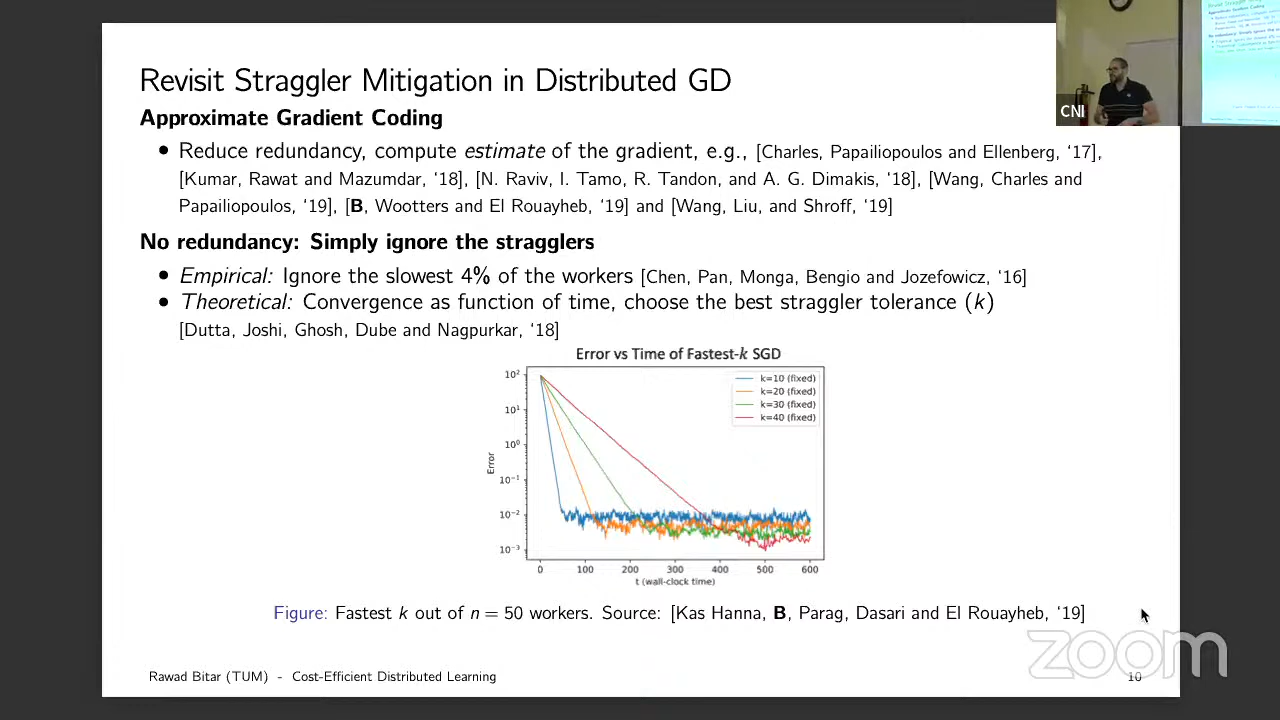 Revisit Straggler Mitigation in Distributed GD
Approximate Gradient Coding
• Reduce redundancy, compute estimate of the gradient, e.g., [Charles, Papailiopoulos and Ellenberg, ‘17],
[Kumar, Rawat and Mazumdar, ‘18], [N. Raviv, I. Tamo, R. Tandon, and A. G. Dimakis, ‘18], [Wang, Charles and
Papailiopoulos, ‘19], [B, Wootters and El Rouayheb, ‘19] and [Wang, Liu, and Shroff, ‘19]
No redundancy: Simply ignore the stragglers
• Empirical: Ignore the slowest 4% of the workers [Chen, Pan, Monga, Bengio and Jozefowicz, ‘16]
• Theoretical: Convergence as function of time, choose the best straggler tolerance (k)
[Dutta, Joshi, Ghosh, Dube and Nagpurkar, ‘18]
Error vs Time of Fastest-k SGD
k=10 (fixed)
k=20 (fixed)
k=30 (fixed)
k=40 (fixed)
Error
10²
10¹
10⁰
10⁻¹
10⁻²
10⁻³
0 100 200 300 400 500 600
t (wall-clock time)
Figure: Fastest k out of n = 50 workers. Source: [Kas Hanna, B, Parag, Dasari and El Rouayheb, ‘19]
Rawad Bitar (TUM) - Cost-Efficient Distributed Learning
10
CNI
zoom